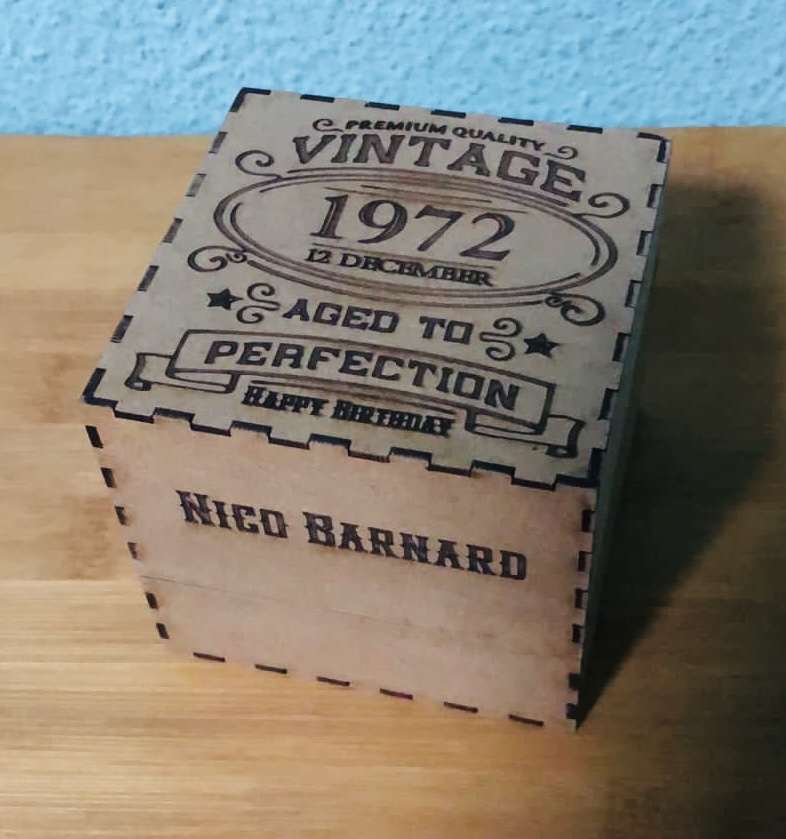 PREMIUM QUALITY
VINTAGE
1972
12 DECEMBER
AGED TO
PERFECTION
HAPPY BIRTHDAY
NICO BARNARD